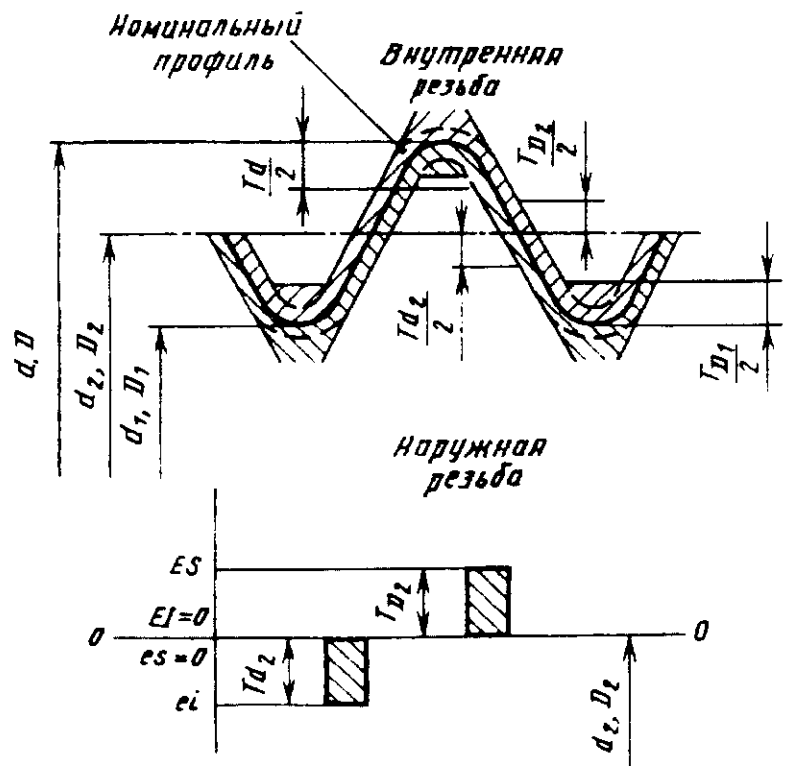 Номинальный
профиль
Внутренняя
резьба
Td/2
TD2/2
Td2/2
TD1/2
d, D
d2, D2
d1, D1
Наружная
резьба
ES
EI=0
0
es=0
ei
Td2
TD2
0
d2, D2